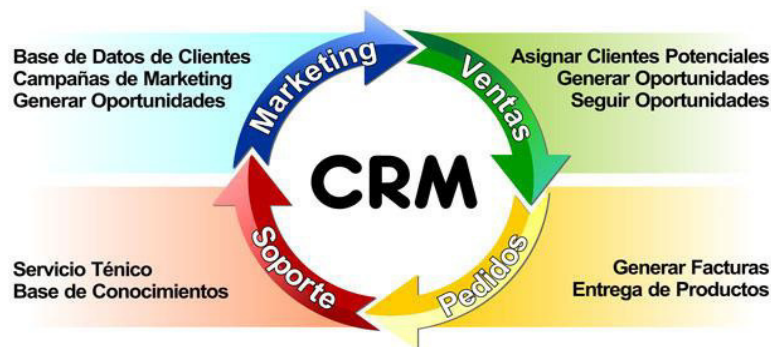 Base de Datos de Clientes
Campañas de Marketing
Generar Oportunidades
Marketing
Ventas
Asignar Clientes Potenciales
Generar Oportunidades
Seguir Oportunidades
CRM
Servicio Ténico
Base de Conocimientos
Soporte
Pedidos
Generar Facturas
Entrega de Productos